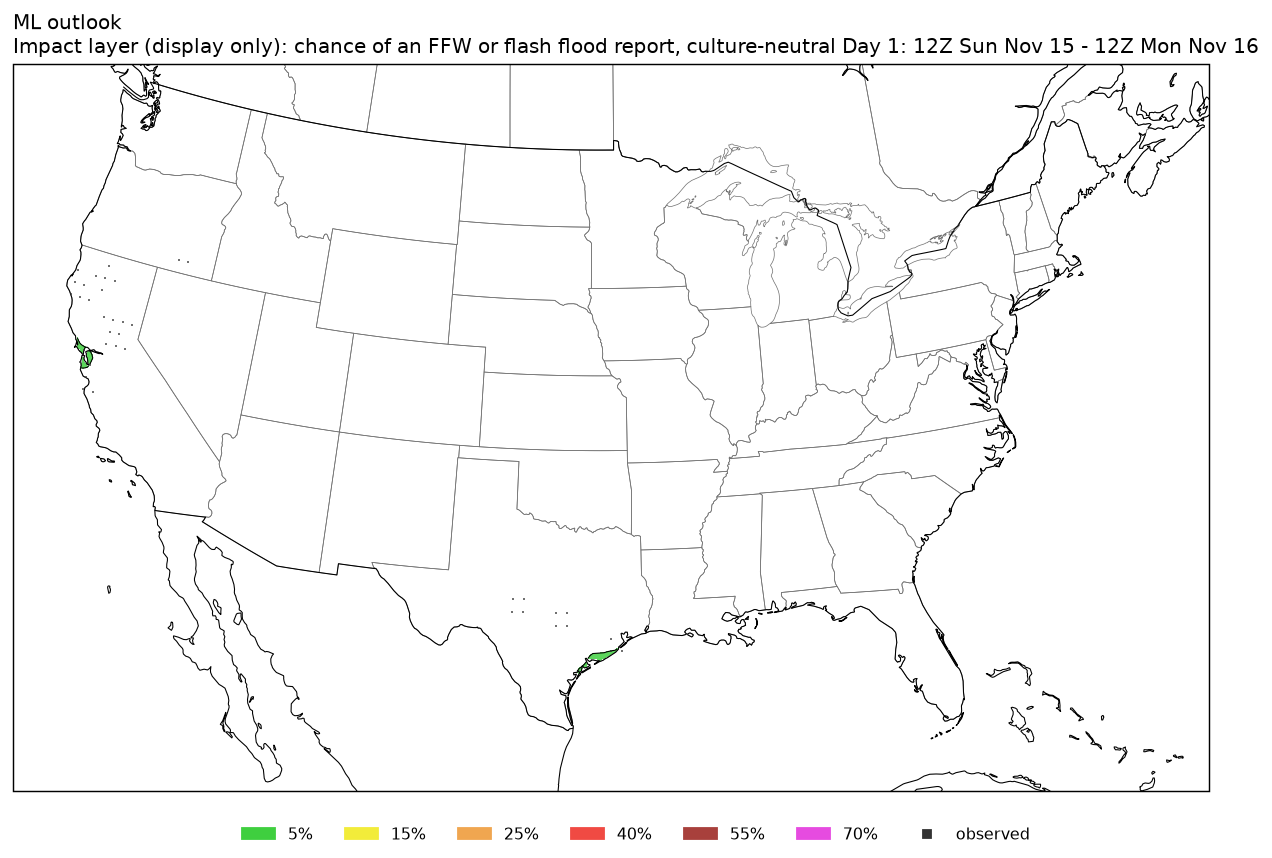 ML outlook
Impact layer (display only): chance of an FFW or flash flood report, culture-neutral Day 1: 12Z Sun Nov 15 - 12Z Mon Nov 16
5% 15% 25% 40% 55% 70% observed